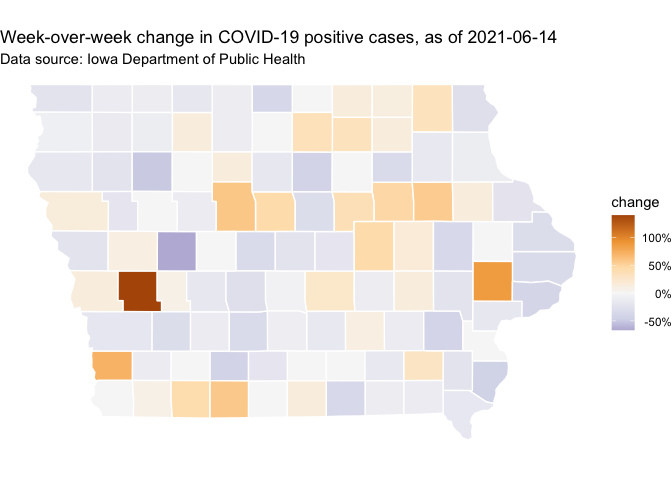 Week-over-week change in COVID-19 positive cases, as of 2021-06-14
Data source: Iowa Department of Public Health
change
100%
50%
0%
-50%